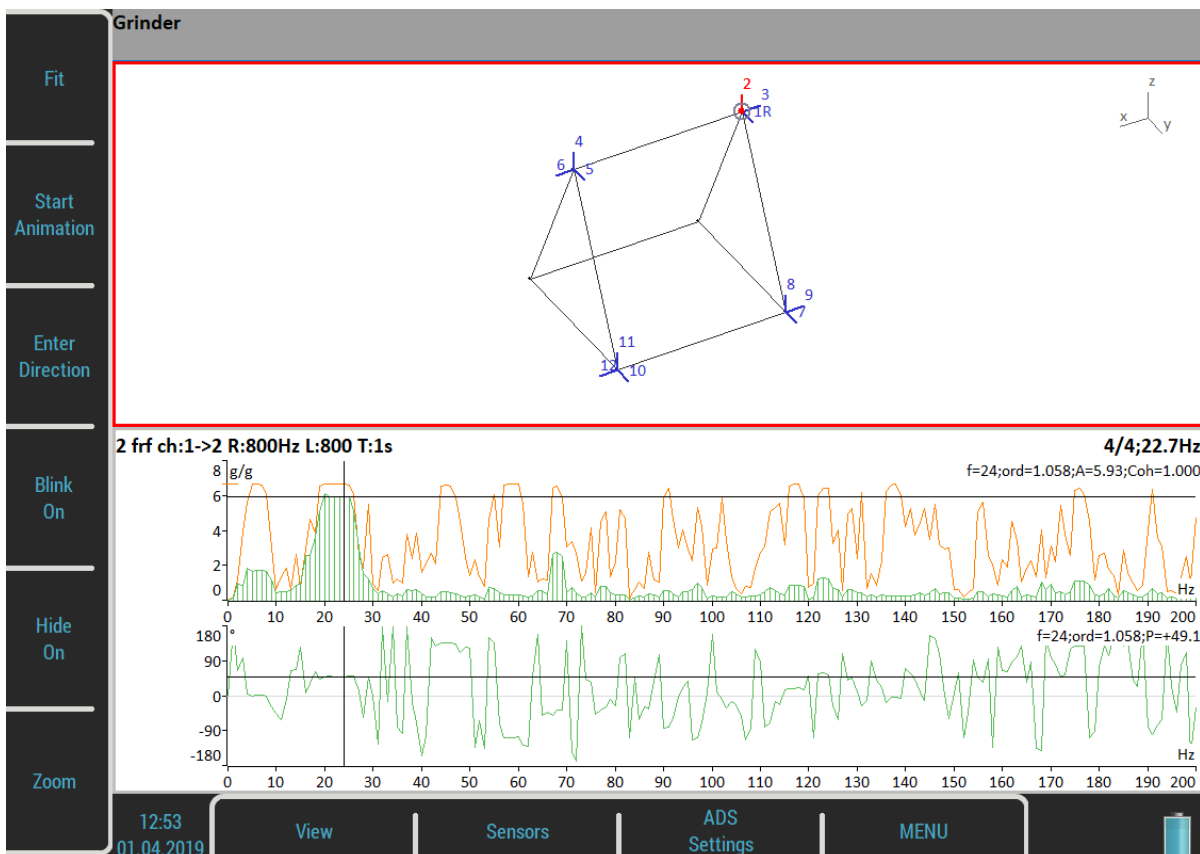 Grinder
Fit
Start
Animation
Enter
Direction
Blink
On
Hide
On
Zoom
2
3
1R
4
6
5
8
9
7
11
12
10
z
x
y
2 frf ch:1->2 R:800Hz L:800 T:1s
4/4;22.7Hz
8
g/g
f=24;ord=1.058;A=5.93;Coh=1.000
6
4
2
0
Hz
0 10 20 30 40 50 60 70 80 90 100 110 120 130 140 150 160 170 180 190 200
180
°
f=24;ord=1.058;P=+49.1
90
0
-90
-180
Hz
0 10 20 30 40 50 60 70 80 90 100 110 120 130 140 150 160 170 180 190 200
12:53
01.04.2019
View
Sensors
ADS
Settings
MENU